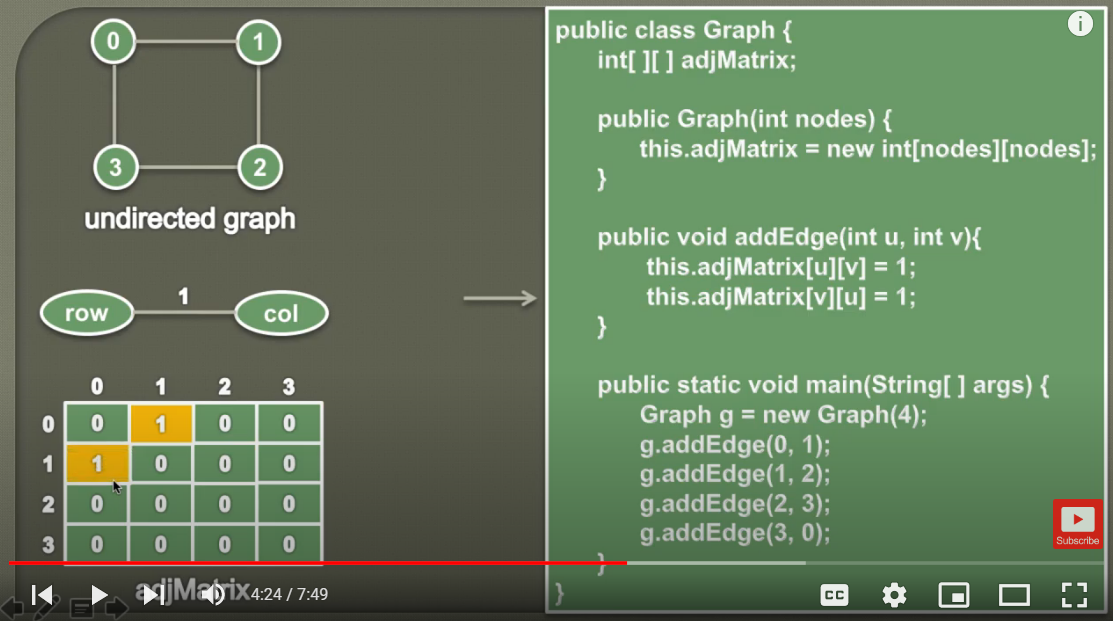 0 1
3 2
undirected graph
1
row col
0 1 2 3
0 0 1 0 0
1 1 0 0 0
2 0 0 0 0
3 0 0 0 0
adjMatrix
public class Graph {
int[ ][ ] adjMatrix;
public Graph(int nodes) {
this.adjMatrix = new int[nodes][nodes];
}
public void addEdge(int u, int v){
this.adjMatrix[u][v] = 1;
this.adjMatrix[v][u] = 1;
}
public static void main(String[ ] args) {
Graph g = new Graph(4);
g.addEdge(0, 1);
g.addEdge(1, 2);
g.addEdge(2, 3);
g.addEdge(3, 0);
}
}
i
Subscribe
4:24 / 7:49
CC